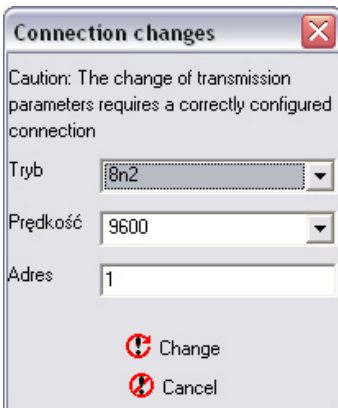 Connection changes
Caution: The change of transmission
parameters requires a correctly configured
connection
Tryb 8n2
Prędkość 9600
Adres 1
Change
Cancel